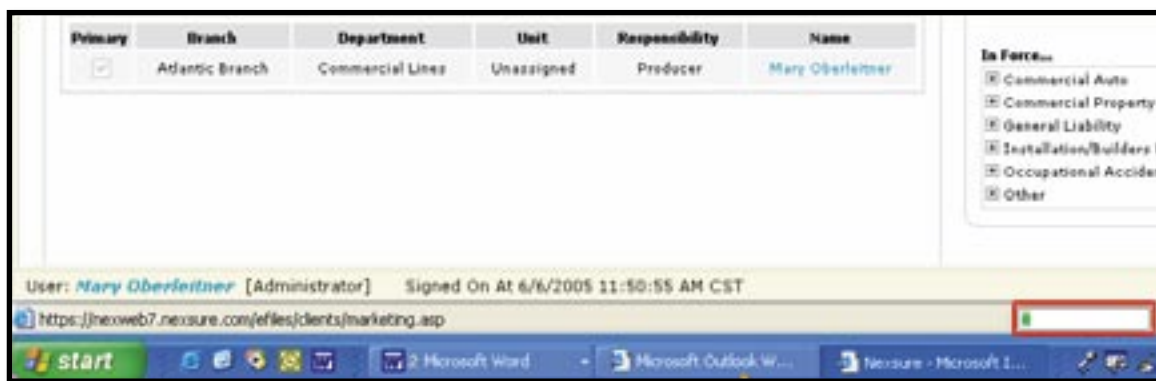 Primary Branch Department Unit Responsibility Name
Atlantic Branch Commercial Lines Unassigned Producer Mary Oberleitner
In Force...
Commercial Auto
Commercial Property
General Liability
Installation/Builders
Occupational Accide
Other
User: Mary Oberleitner [Administrator] Signed On At 6/6/2005 11:50:55 AM CST
https://nexweb7.nexsure.com/efiles/clients/marketing.asp
start 2 Microsoft Word Microsoft Outlook W... Nexsure - Microsoft I...